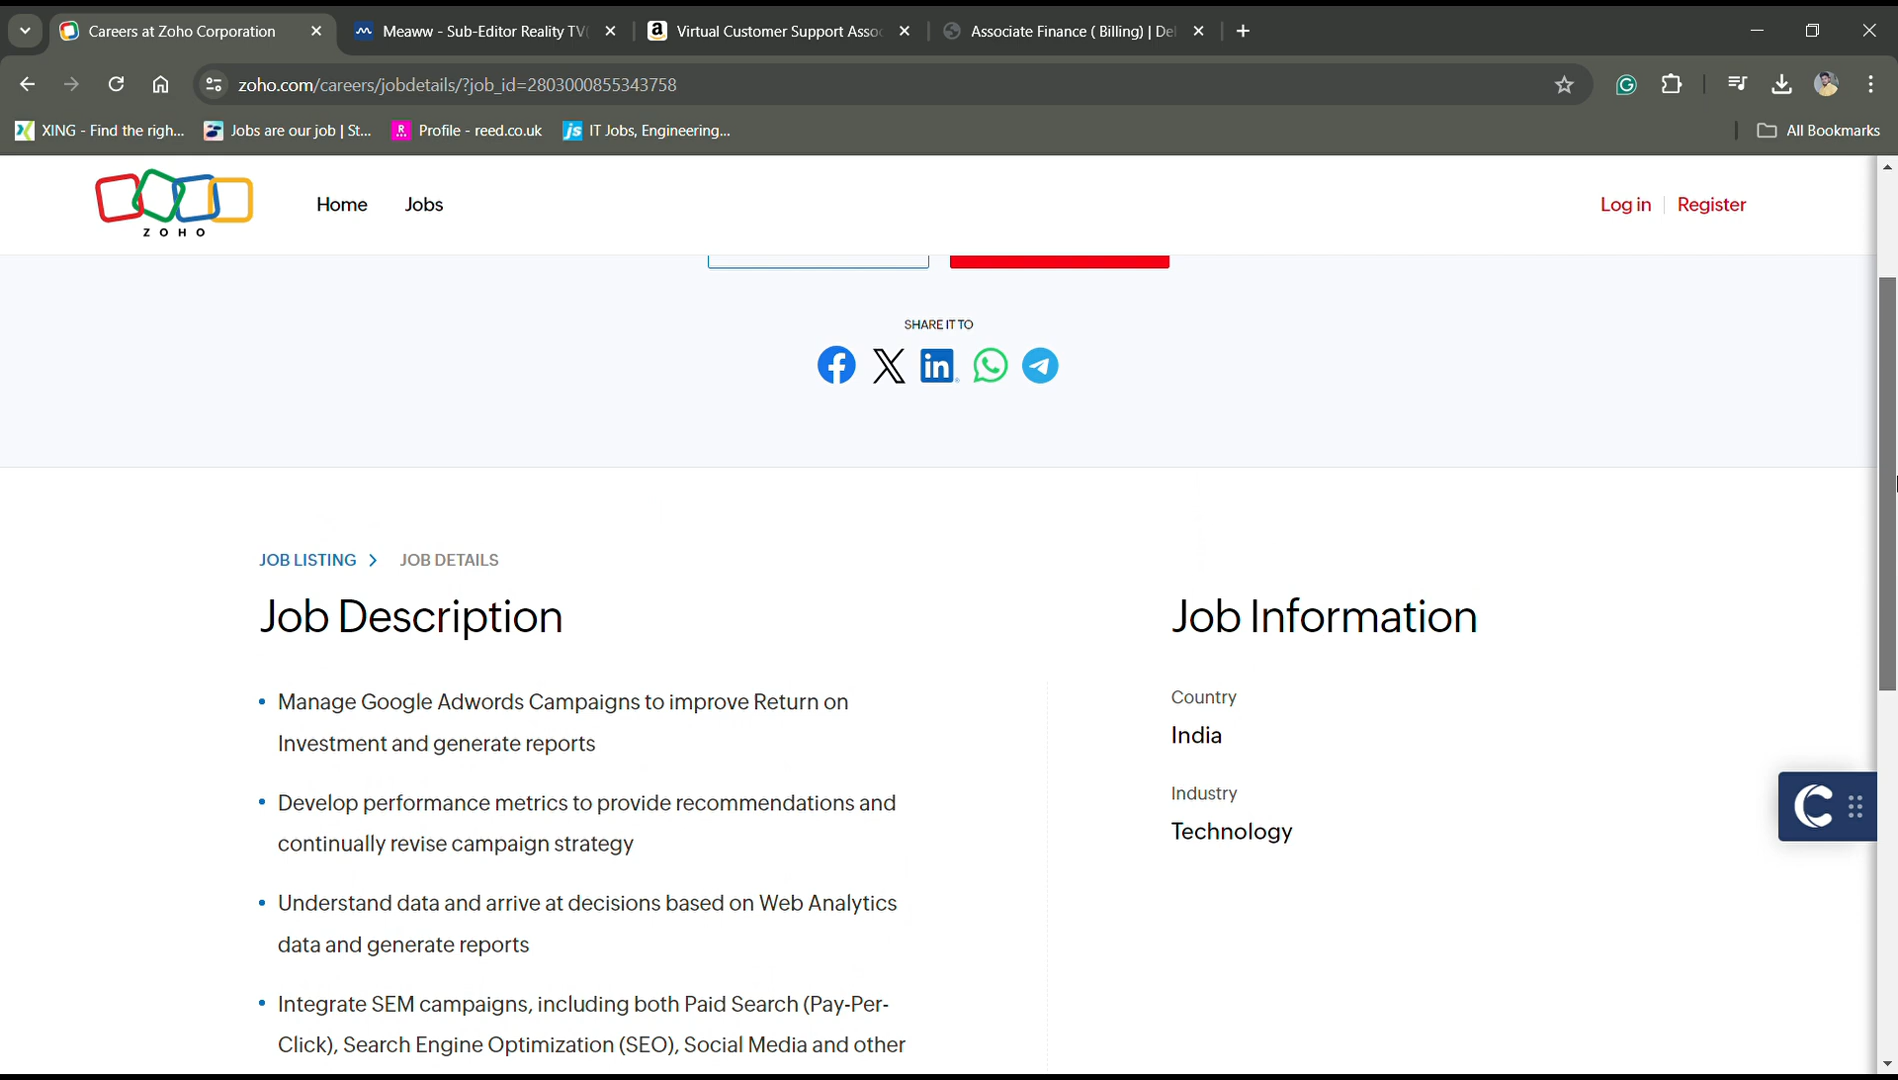 Careers at Zoho Corporation
Meaww - Sub-Editor Reality TV(
Virtual Customer Support Assoc
Associate Finance ( Billing) | Del
zoho.com/careers/jobdetails/?job_id=2803000855343758
XING - Find the righ...
Jobs are our job | St...
Profile - reed.co.uk
IT Jobs, Engineering...
All Bookmarks
ZOHO
Home
Jobs
Log in
Register
SHARE IT TO
JOB LISTING > JOB DETAILS
Job Description
Manage Google Adwords Campaigns to improve Return on
Investment and generate reports
Develop performance metrics to provide recommendations and
continually revise campaign strategy
Understand data and arrive at decisions based on Web Analytics
data and generate reports
Integrate SEM campaigns, including both Paid Search (Pay-Per-
Click), Search Engine Optimization (SEO), Social Media and other
Job Information
Country
India
Industry
Technology